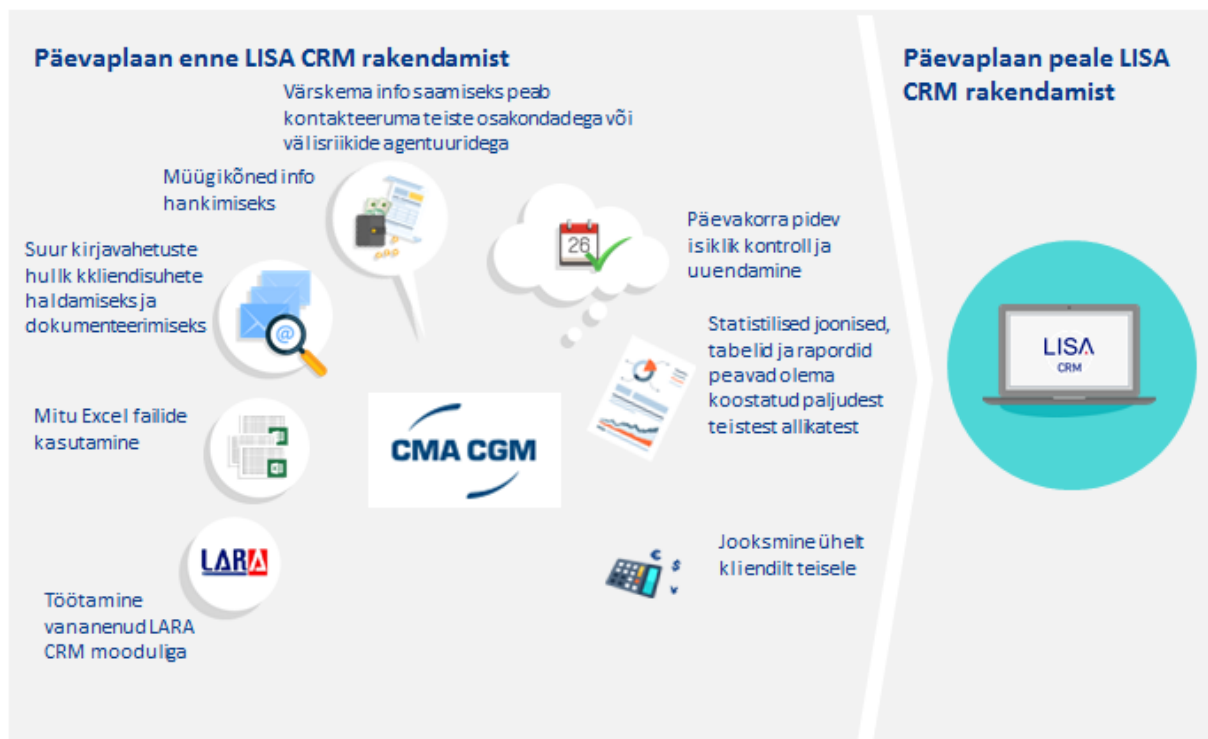 Päevaplaan enne LISA CRM rakendamist
Värskema info saamiseks peab
kontakteeruma teiste osakondadega või
välisriikide agentuuridega
Müügikõned info
hankimiseks
Suur kirjavahetuste
hullk kkliendisuhete
haldamiseks ja
dokumenteerimiseks
@
Mitu Excel failide
kasutamine
LARA
Töötamine
vananenud LARA
CRM mooduliga
CMA CGM
26
Päevakorra pidev
isiklik kontroll ja
uuendamine
Statistilised joonised,
tabelid ja rapordid
peavad olema
koostatud paljudest
teistest allikatest
€ $
Jooksmine ühelt
kliendilt teisele
Päevaplaan peale LISA
CRM rakendamist
LISA
CRM